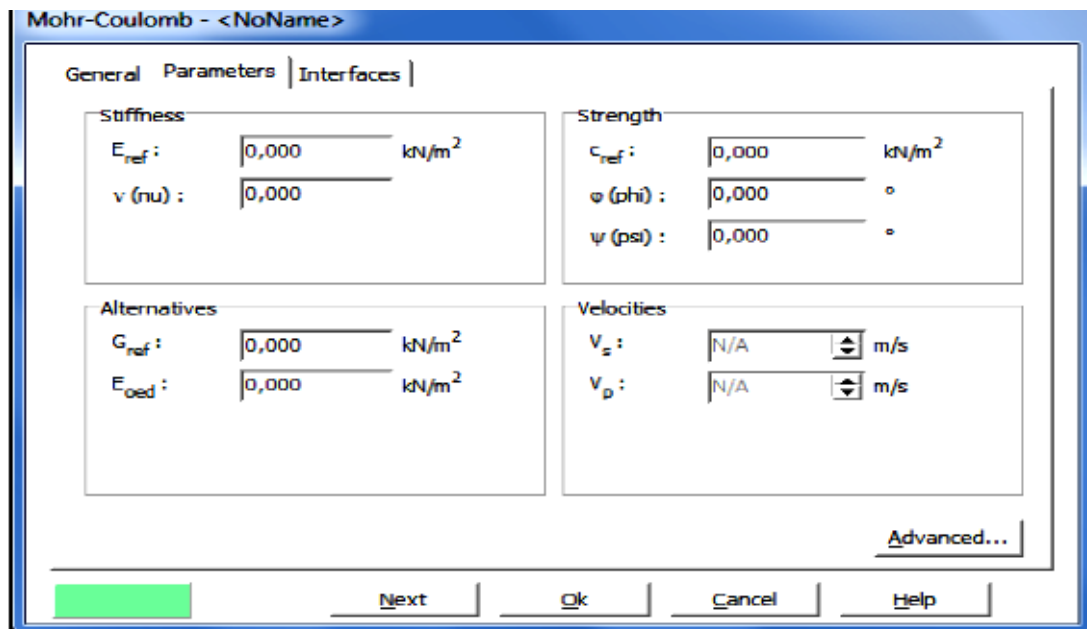 Mohr-Coulomb - <NoName>
General Parameters Interfaces
Stiffness
E_ref : 0,000 kN/m²
ν (nu) : 0,000
Strength
c_ref : 0,000 kN/m²
φ (phi) : 0,000 °
ψ (psi) : 0,000 °
Alternatives
G_ref : 0,000 kN/m²
E_oed : 0,000 kN/m²
Velocities
V_s : N/A m/s
V_p : N/A m/s
Advanced...
Next Ok Cancel Help